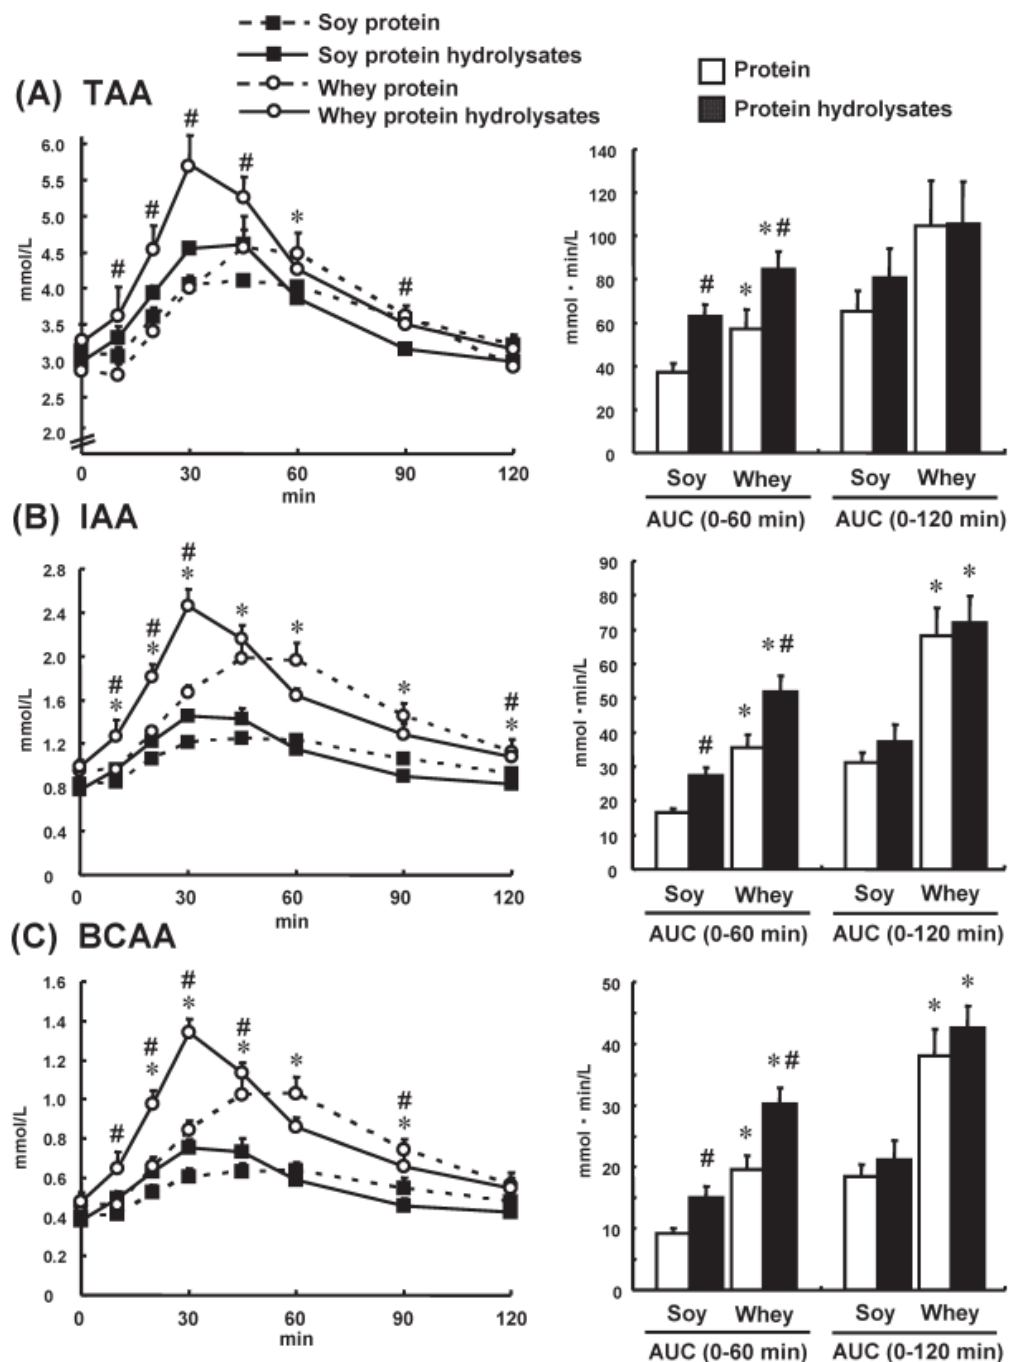 Soy protein
Soy protein hydrolysates
Whey protein
Whey protein hydrolysates
Protein
Protein hydrolysates
(A) TAA
mmol/L
6.0
5.5
5.0
4.5
4.0
3.5
3.0
2.5
2.0
# # # # * #
0 30 60 90 120
min
mmol・min/L
140
120
100
80
60
40
20
0
# * *#
Soy Whey Soy Whey
AUC (0-60 min) AUC (0-120 min)
(B) IAA
mmol/L
2.8
2.4
2.0
1.6
1.2
0.8
0.4
0
# # # #
* * * * * * *
0 30 60 90 120
min
mmol・min/L
90
80
70
60
50
40
30
20
10
0
# * *# * *
Soy Whey Soy Whey
AUC (0-60 min) AUC (0-120 min)
(C) BCAA
mmol/L
1.6
1.4
1.2
1.0
0.8
0.6
0.4
0.2
0
# # # # #
* * * * *
0 30 60 90 120
min
mmol・min/L
50
40
30
20
10
0
# * *# * *
Soy Whey Soy Whey
AUC (0-60 min) AUC (0-120 min)